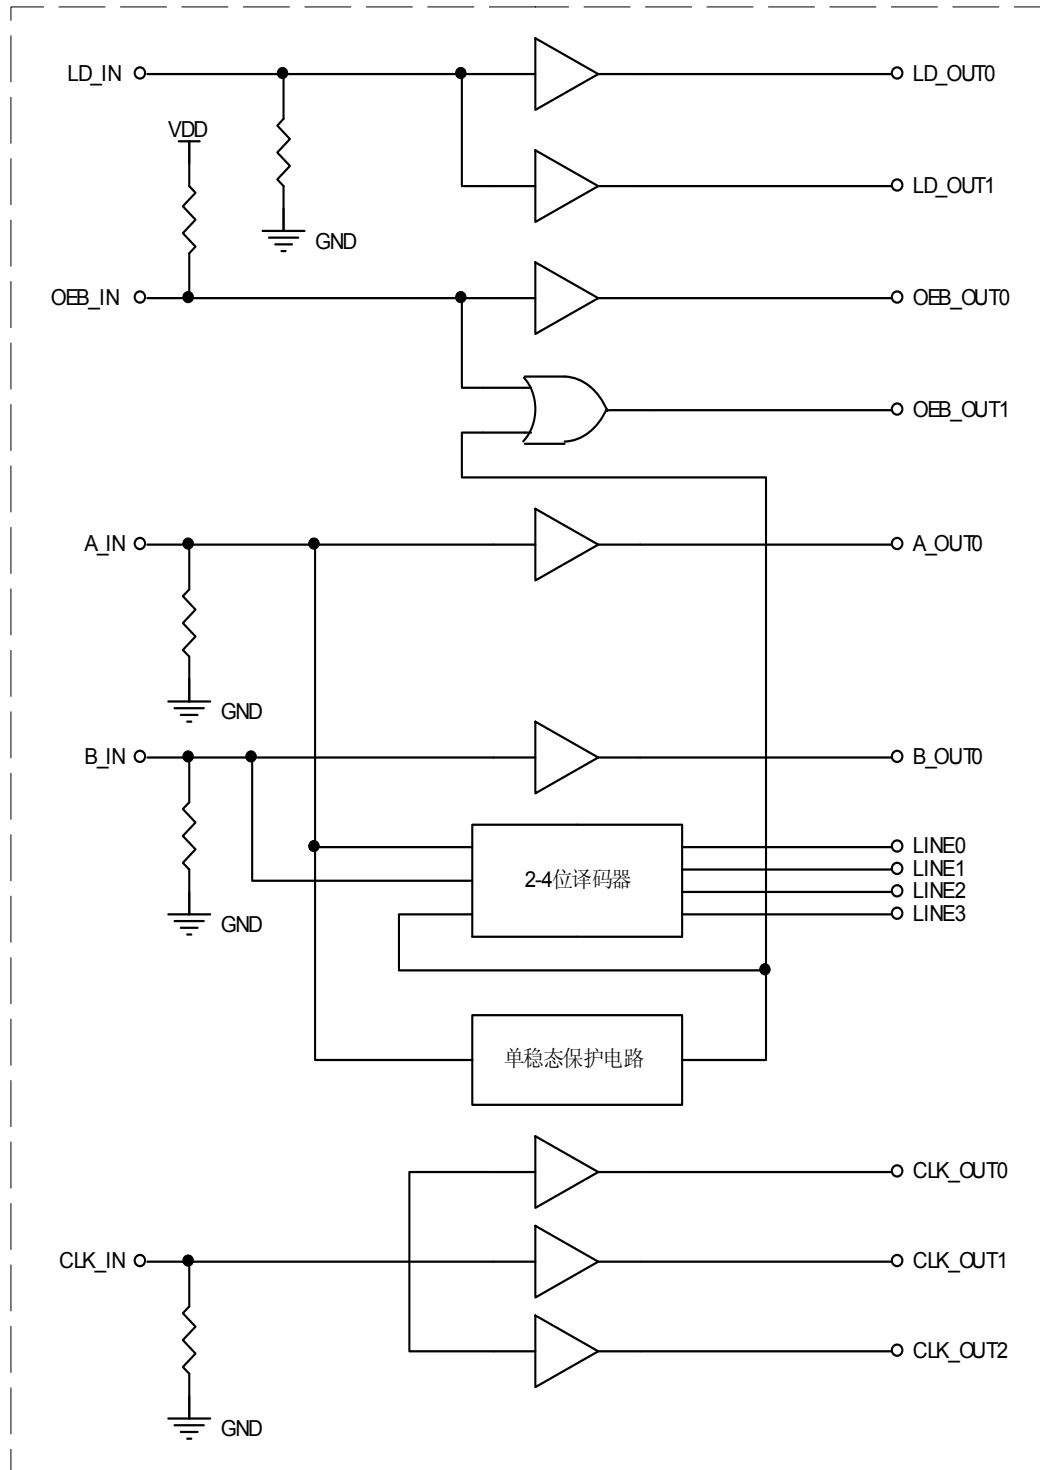 LD_IN
LD_OUT0
VDD
LD_OUT1
GND
OEB_IN
OEB_OUT0
OEB_OUT1
A_IN
A_OUT0
GND
B_IN
B_OUT0
LINE0
LINE1
2-4位译码器
LINE2
LINE3
GND
单稳态保护电路
CLK_OUT0
CLK_IN
CLK_OUT1
CLK_OUT2
GND